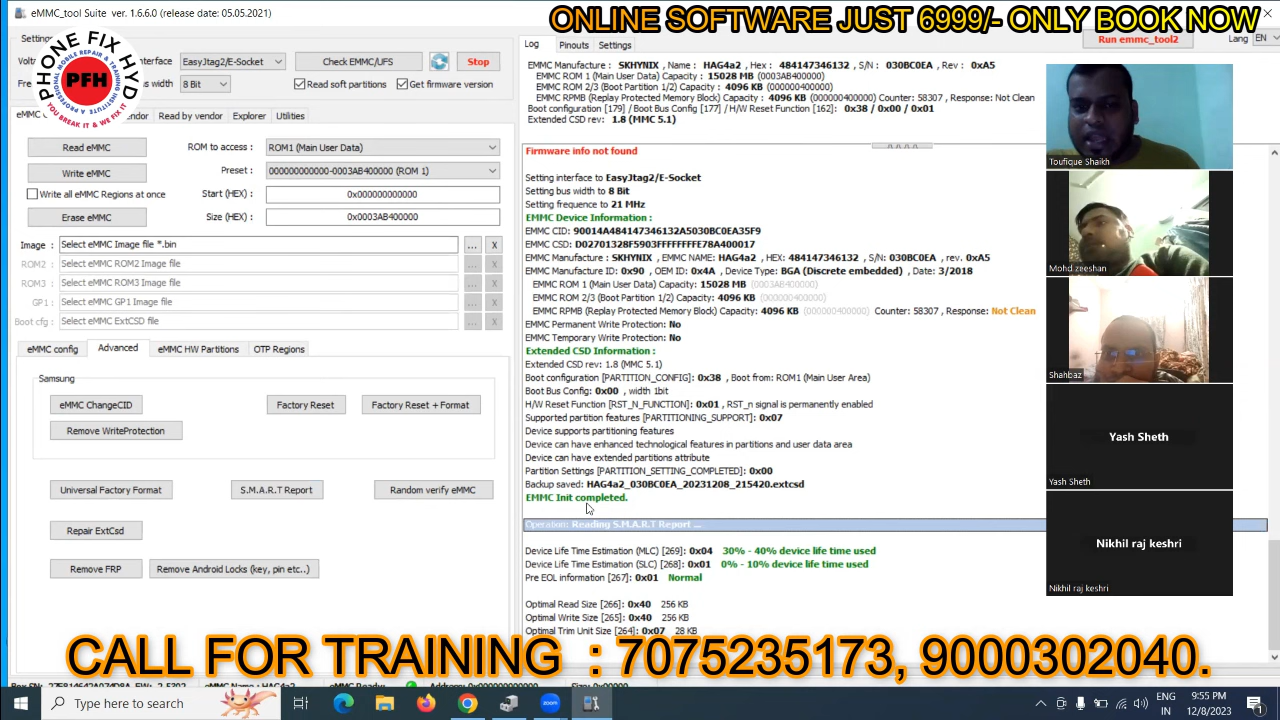 eMMC_tool Suite ver. 1.6.0 (from 05.05.2021)
ONLINE SOFTWARE JUST 6999/- ONLY BOOK NOW
Log
Pinouts
Settings
Run emmc_tool2
Lang
EN
PHONE FIX HYD
MOBILE REPAIR & TRAINING
PFH
YOU BREAK IT & WE FIX IT
EasyJtag2/E-Socket
Check EMMC/UFS
Stop
8 Bit
Read soft partitions
Get firmware version
Read by vendor
Explorer
Utilities
Read eMMC
ROM to access :
ROM1 (Main User Data)
Write eMMC
Preset :
000000000000-0003AB400000 (ROM 1)
Write all eMMC Regions at once
Start (HEX) :
0x000000000000
Erase eMMC
Size (HEX) :
0x0003AB400000
Image :
Select eMMC Image file *.bin
...
X
ROM2 :
Select eMMC ROM2 Image file
...
X
ROM3 :
Select eMMC ROM3 Image file
...
X
GP1 :
Select eMMC GP1 Image file
...
X
Boot cfg :
Select eMMC ExtCSD file
...
X
eMMC config
Advanced
eMMC HW Partitions
OTP Regions
Samsung
eMMC ChangeCID
Factory Reset
Factory Reset + Format
Remove WriteProtection
Universal Factory Format
S.M.A.R.T Report
Random verify eMMC
Repair ExtCsd
Remove FRP
Remove Android Locks (key, pin etc..)
EMMC Manufacture : SKHYNIX , Name : HAG4a2 , HEX: 484147346132 , S/N : 030BC0EA , Rev : 0xA5
EMMC ROM 1 (Main User Data) Capacity : 15028 MB (0003AB400000)
EMMC ROM 2/3 (Boot Partition 1/2) Capacity : 4096 KB (000000400000)
EMMC RPMB (Replay Protected Memory Block) Capacity : 4096 KB (000000400000) Counter: 58307 , Response: Not Clean
Boot configuration [179] / Boot Bus Config [177] / H/W Reset Function [162]: 0x38 / 0x00 / 0x01
Extended CSD rev: 1.8 (MMC 5.1)
Firmware info not found
Setting interface to EasyJtag2/E-Socket
Setting bus width to 8 Bit
Setting frequence to 21 MHz
EMMC Device Information :
EMMC CID: 90014A484147346132A5030BC0EA35F9
EMMC CSD: D02701328F5903FFFFFFFFE78A400017
EMMC Manufacture : SKHYNIX , EMMC NAME: HAG4a2 , HEX: 484147346132 , S/N: 030BC0EA , rev. 0xA5
EMMC Manufacture ID: 0x90 , OEM ID: 0x4A , Device Type: BGA (Discrete embedded) , Date: 3/2018
EMMC ROM 1 (Main User Data) Capacity: 15028 MB (0003AB400000)
EMMC ROM 2/3 (Boot Partition 1/2) Capacity: 4096 KB (000000400000)
EMMC RPMB (Replay Protected Memory Block) Capacity: 4096 KB (000000400000) Counter: 58307 , Response: Not Clean
EMMC Permanent Write Protection: No
EMMC Temporary Write Protection: No
Extended CSD Information :
Extended CSD rev: 1.8 (MMC 5.1)
Boot configuration [PARTITION_CONFIG]: 0x38 , Boot from: ROM1 (Main User Area)
Boot Bus Config: 0x00 , width 1bit
H/W Reset Function [RST_N_FUNCTION]: 0x01 , RST_n signal is permanently enabled
Supported partition features [PARTITIONING_SUPPORT]: 0x07
Device supports partitioning features
Device can have enhanced technological features in partitions and user data area
Device can have extended partitions attribute
Partition Settings [PARTITION_SETTING_COMPLETED]: 0x00
Backup saved: HAG4a2_030BC0EA_20231208_215420.extcsd
EMMC Init completed.
Operation: Reading S.M.A.R.T Report ...
Device Life Time Estimation (MLC) [269]: 0x04 30% - 40% device life time used
Device Life Time Estimation (SLC) [268]: 0x01 0% - 10% device life time used
Pre EOL information [267]: 0x01 Normal
Optimal Read Size [266]: 0x40 256 KB
Optimal Write Size [265]: 0x40 256 KB
Optimal Trim Unit Size [264]: 0x07 28 KB
Toufique Shaikh
Mohd zeeshan
Shahbaz
Yash Sheth
Yash Sheth
Nikhil raj keshri
Nikhil raj keshri
CALL FOR TRAINING : 7075235173, 9000302040.
Type here to search
zoom
ENG
IN
9:55 PM
12/8/2023
1